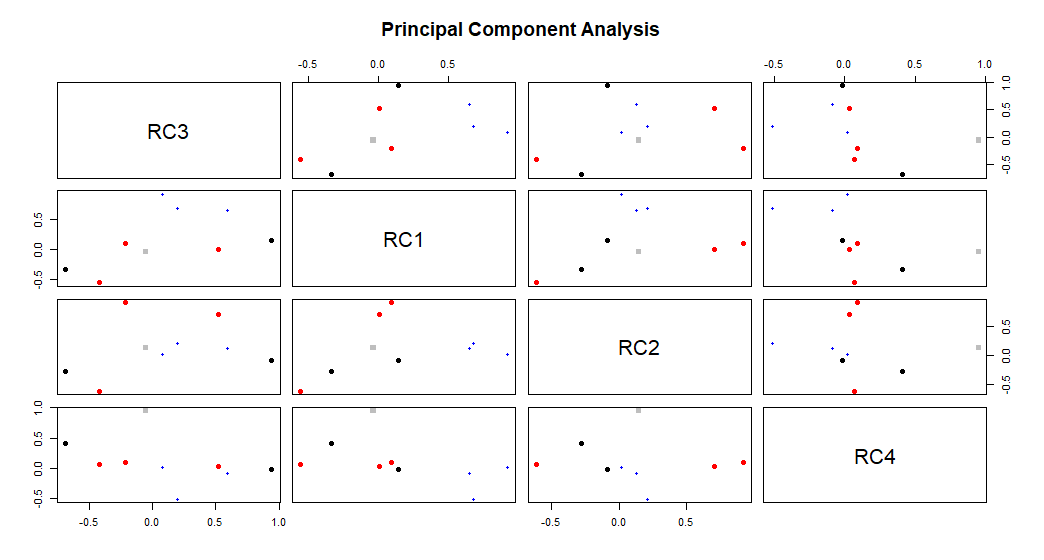 Principal Component Analysis
-0.5 0.0 0.5 -0.5 0.0 0.5 1.0
RC3
-0.5 0.0 0.5 1.0
-0.5 0.0 0.5
RC1
RC2
-0.5 0.0 0.5
-0.5 0.0 0.5 1.0
RC4
-0.5 0.0 0.5 1.0 -0.5 0.0 0.5